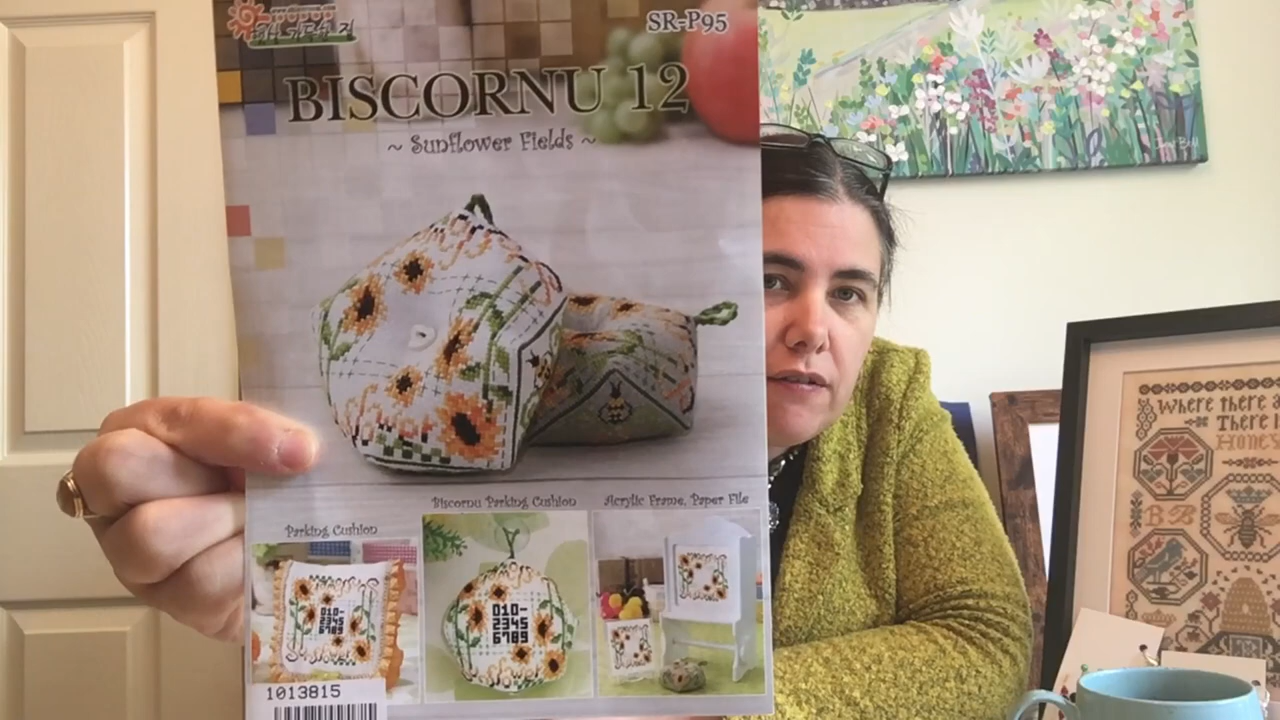 SR-P95
BISCORNU 12
~ Sunflower Fields ~
Parking Cushion
Biscornu Parking Cushion
Acrylic Frame, Paper File
010-
2345
6789
010-
2345
6789
1013815
Where there
There
HONEY
BB